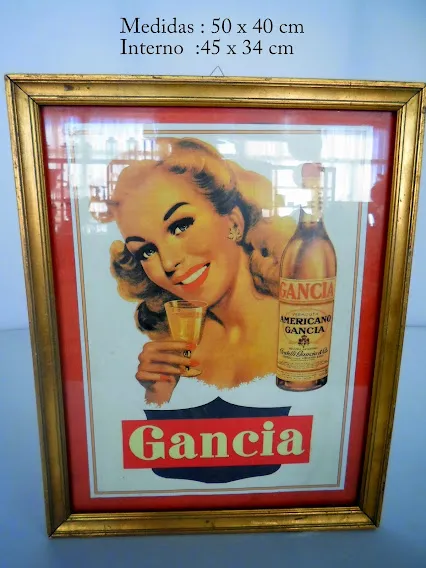 Medidas : 50 x 40 cm
Interno :45 x 34 cm
GANCIA
AMERICANO
GANCIA
Gancia